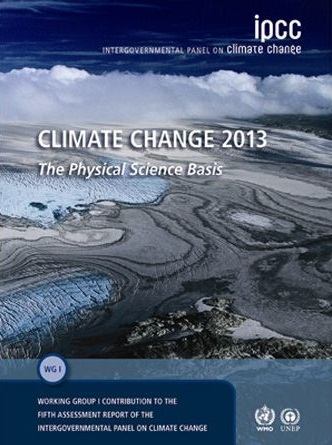 ipcc
INTERGOVERNMENTAL PANEL ON climate change
CLIMATE CHANGE 2013
The Physical Science Basis
WG I
WORKING GROUP I CONTRIBUTION TO THE
FIFTH ASSESSMENT REPORT OF THE
INTERGOVERNMENTAL PANEL ON CLIMATE CHANGE
WMO UNEP